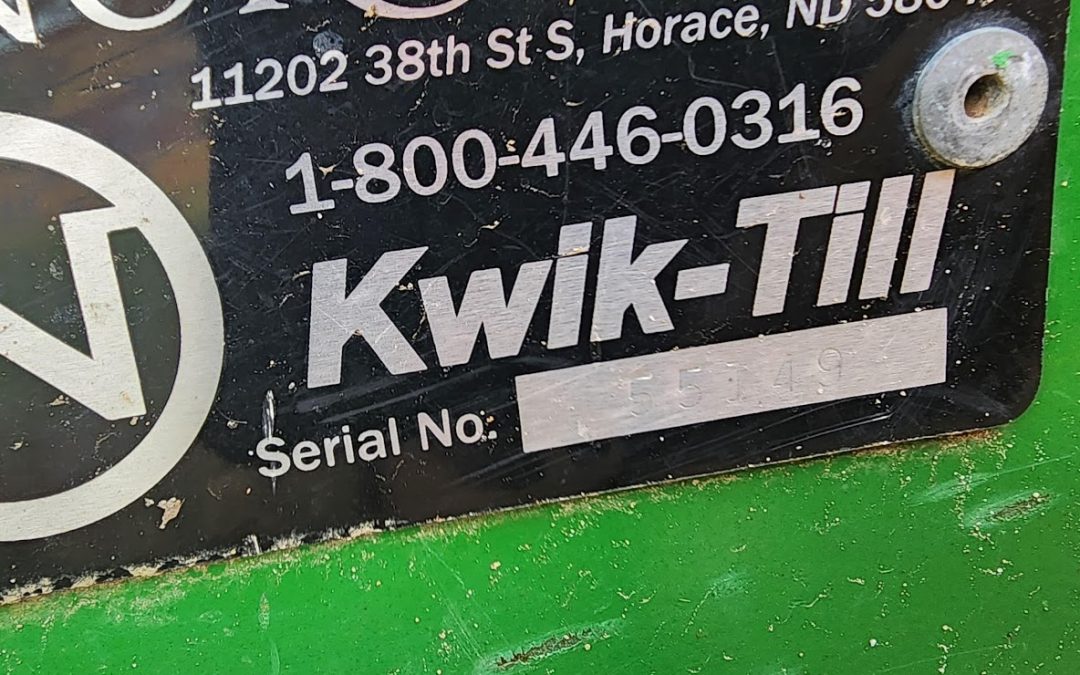 11202 38th St S, Horace, ND
1-800-446-0316
Kwik-Till
Serial No: 55149